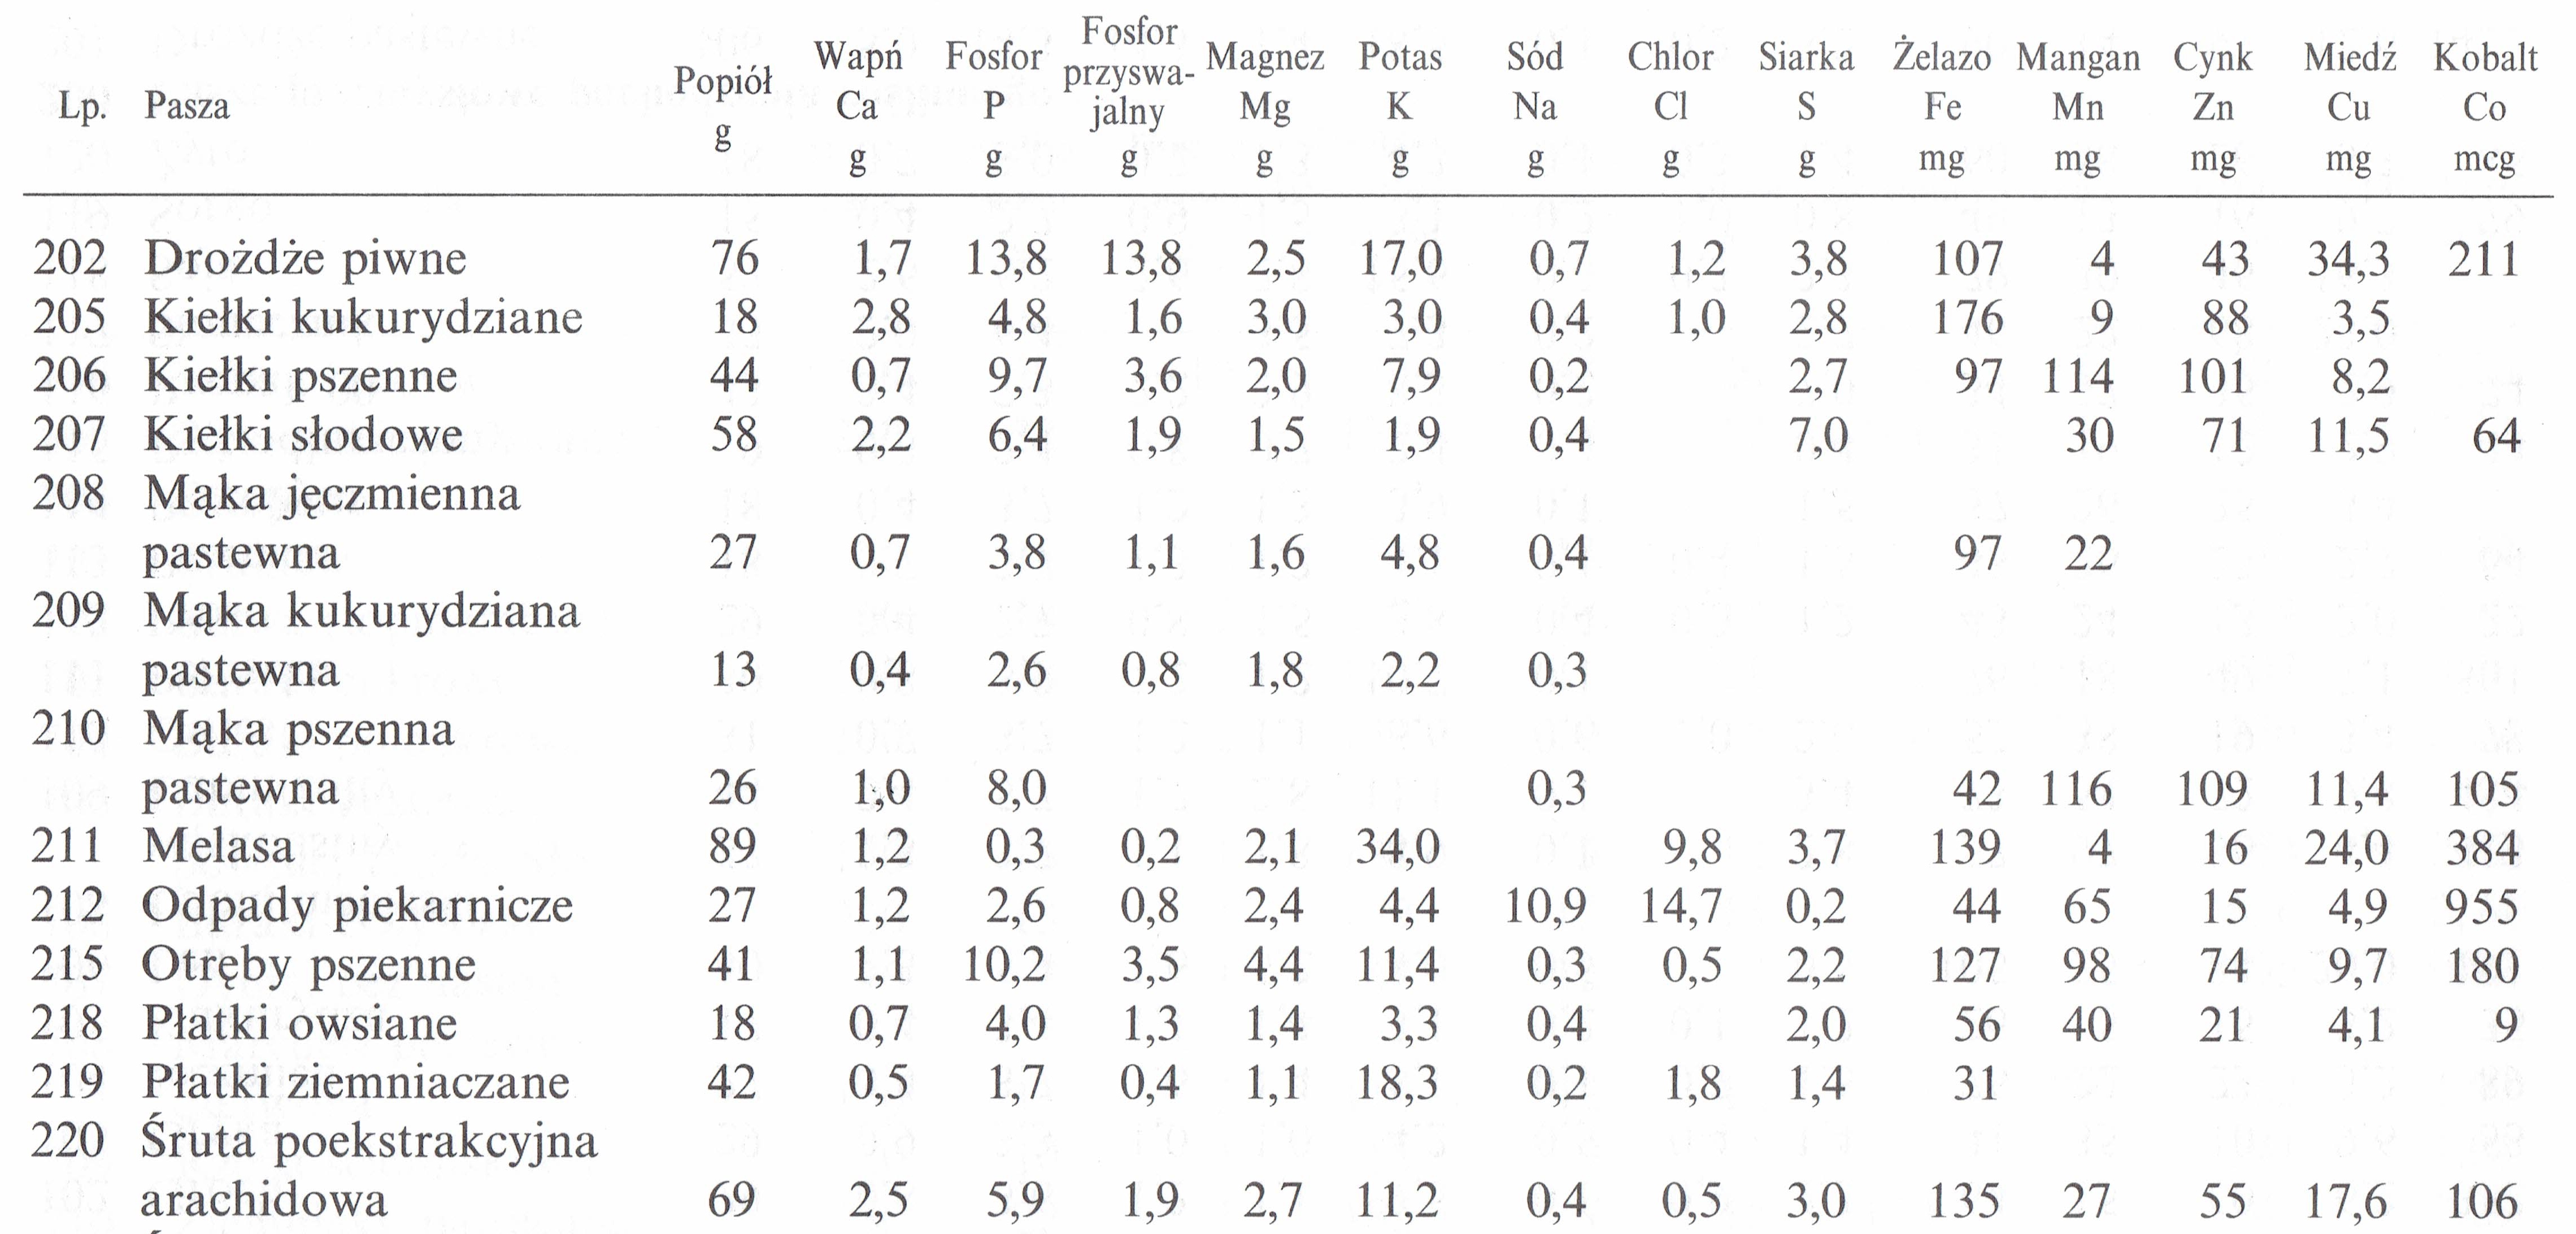 Lp. Pasza Popiół g Wapń Ca g Fosfor P g Fosfor przyswa-jalny g Magnez Mg g Potas K g Sód Na g Chlor Cl g Siarka S g Żelazo Fe mg Mangan Mn mg Cynk Zn mg Miedź Cu mg Kobalt Co mcg
202 Drożdże piwne 76 1,7 13,8 13,8 2,5 17,0 0,7 1,2 3,8 107 4 43 34,3 211
205 Kiełki kukurydziane 18 2,8 4,8 1,6 3,0 3,0 0,4 1,0 2,8 176 9 88 3,5
206 Kiełki pszenne 44 0,7 9,7 3,6 2,0 7,9 0,2 2,7 97 114 101 8,2
207 Kiełki słodowe 58 2,2 6,4 1,9 1,5 1,9 0,4 7,0 30 71 11,5 64
208 Mąka jęczmienna
pastewna 27 0,7 3,8 1,1 1,6 4,8 0,4 97 22
209 Mąka kukurydziana
pastewna 13 0,4 2,6 0,8 1,8 2,2 0,3
210 Mąka pszenna
pastewna 26 1,0 8,0 0,3 42 116 109 11,4 105
211 Melasa 89 1,2 0,3 0,2 2,1 34,0 9,8 3,7 139 4 16 24,0 384
212 Odpady piekarnicze 27 1,2 2,6 0,8 2,4 4,4 10,9 14,7 0,2 44 65 15 4,9 955
215 Otręby pszenne 41 1,1 10,2 3,5 4,4 11,4 0,3 0,5 2,2 127 98 74 9,7 180
218 Płatki owsiane 18 0,7 4,0 1,3 1,4 3,3 0,4 2,0 56 40 21 4,1 9
219 Płatki ziemniaczane 42 0,5 1,7 0,4 1,1 18,3 0,2 1,8 1,4 31
220 Śruta poekstrakcyjna
arachidowa 69 2,5 5,9 1,9 2,7 11,2 0,4 0,5 3,0 135 27 55 17,6 106